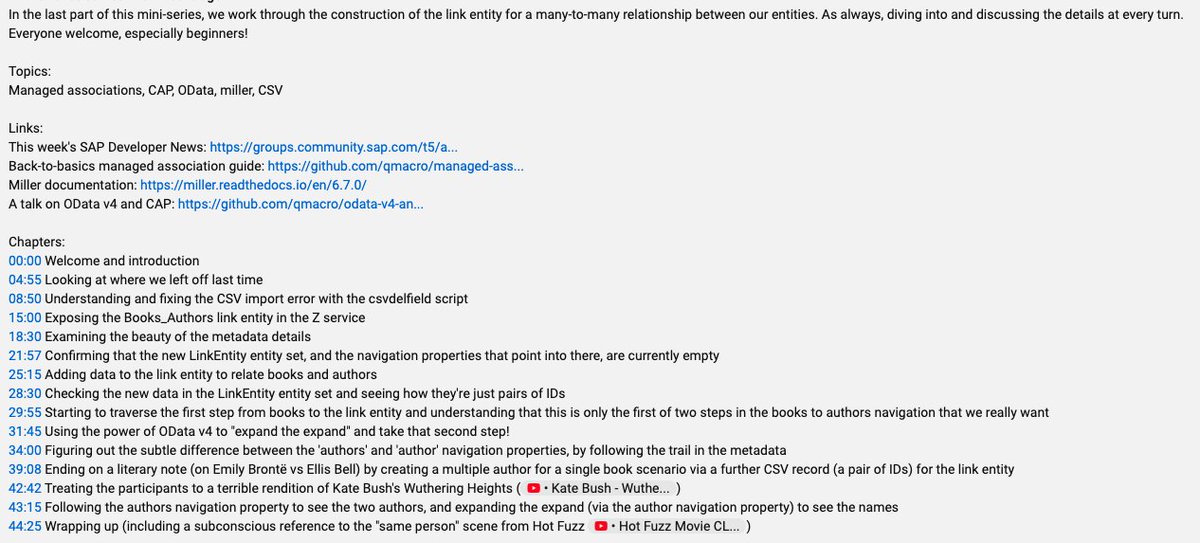 In the last part of this mini-series, we work through the construction of the link entity for a many-to-many relationship between our entities. As always, diving into and discussing the details at every turn.
Everyone welcome, especially beginners!
Topics:
Managed associations, CAP, OData, miller, CSV
Links:
This week's SAP Developer News: https://groups.community.sap.com/t5/a...
Back-to-basics managed association guide: https://github.com/qmacro/managed-ass...
Miller documentation: https://miller.readthedocs.io/en/6.7.0/
A talk on OData v4 and CAP: https://github.com/qmacro/odata-v4-an...
Chapters:
00:00 Welcome and introduction
04:55 Looking at where we left off last time
08:50 Understanding and fixing the CSV import error with the csvdelfield script
15:00 Exposing the Books_Authors link entity in the Z service
18:30 Examining the beauty of the metadata details
21:57 Confirming that the new LinkEntity entity set, and the navigation properties that point into there, are currently empty
25:15 Adding data to the link entity to relate books and authors
28:30 Checking the new data in the LinkEntity entity set and seeing how they're just pairs of IDs
29:55 Starting to traverse the first step from books to the link entity and understanding that this is only the first of two steps in the books to authors navigation that we really want
31:45 Using the power of OData v4 to "expand the expand" and take that second step!
34:00 Figuring out the subtle difference between the 'authors' and 'author' navigation properties, by following the trail in the metadata
39:08 Ending on a literary note (on Emily Brontë vs Ellis Bell) by creating a multiple author for a single book scenario via a further CSV record (a pair of IDs) for the link entity
42:42 Treating the participants to a terrible rendition of Kate Bush's Wuthering Heights ( • Kate Bush - Wuthe... )
43:15 Following the authors navigation property to see the two authors, and expanding the expand (via the author navigation property) to see the names
44:25 Wrapping up (including a subconscious reference to the "same person" scene from Hot Fuzz • Hot Fuzz Movie CL... )